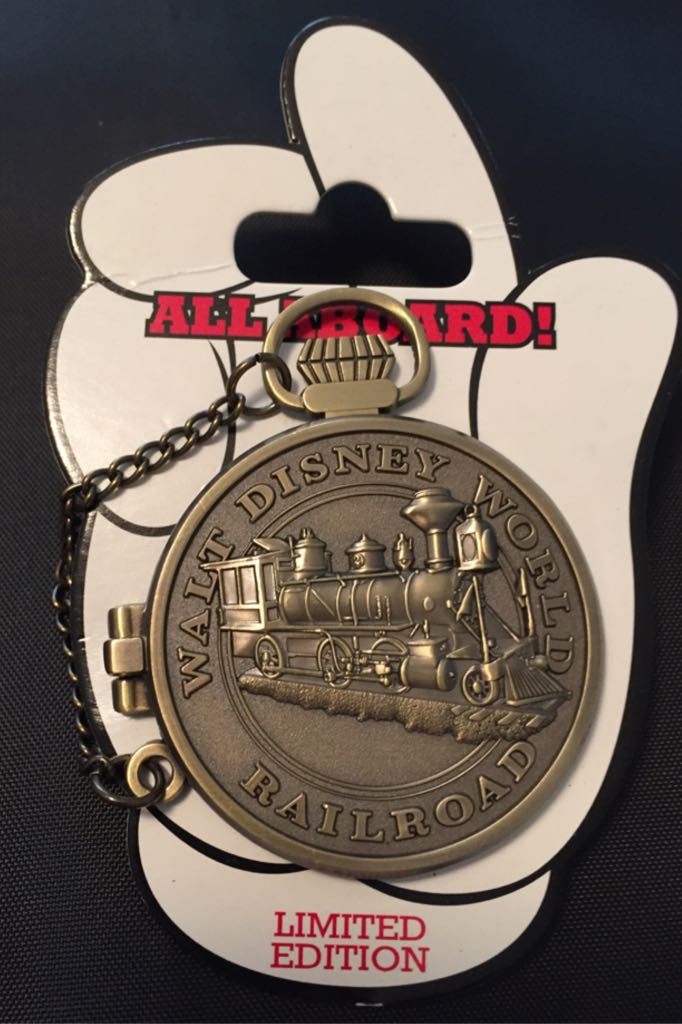 ALL ABOARD!
WALT DISNEY WORLD
RAILROAD
LIMITED
EDITION